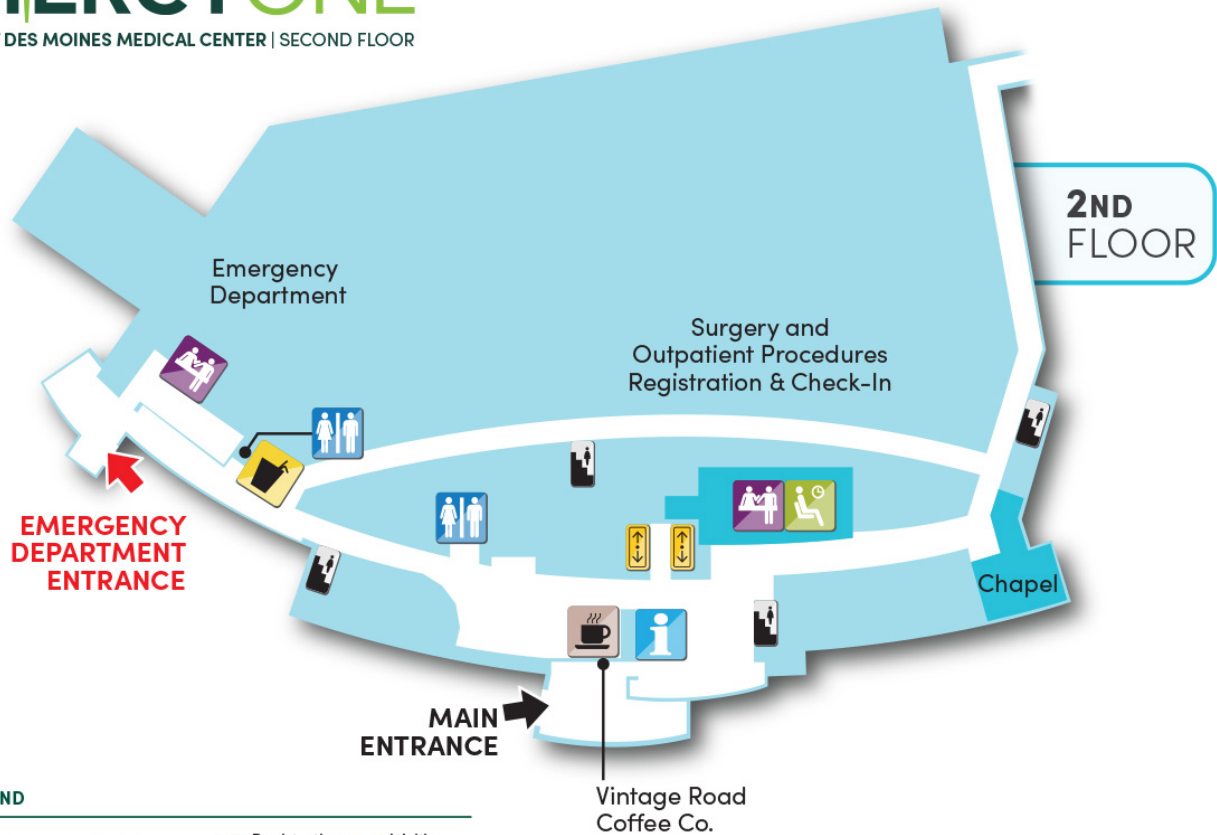 ERCYONE
DES MOINES MEDICAL CENTER | SECOND FLOOR
2ND
FLOOR
Emergency
Department
Surgery and
Outpatient Procedures
Registration & Check-In
EMERGENCY
DEPARTMENT
ENTRANCE
Chapel
MAIN
ENTRANCE
Vintage Road
Coffee Co.
ND